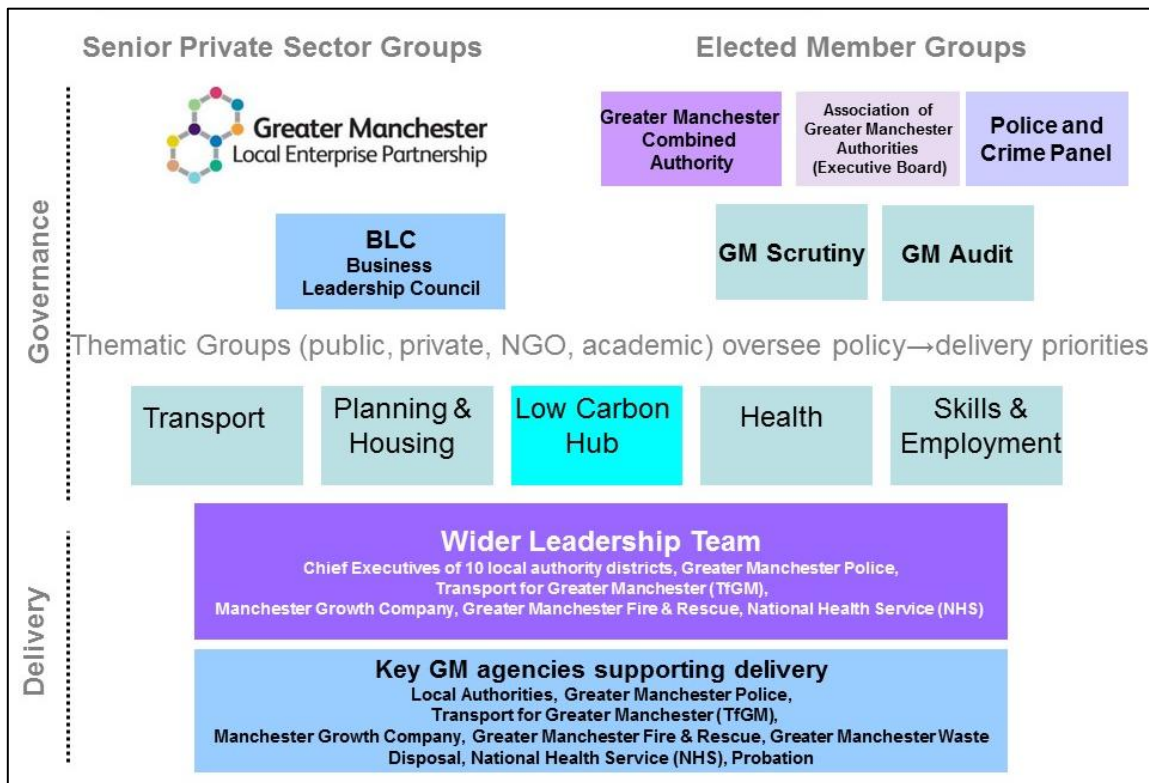 Senior Private Sector Groups
Elected Member Groups
Governance
Greater Manchester
Local Enterprise Partnership
Greater Manchester
Combined
Authority
Association of
Greater Manchester
Authorities
(Executive Board)
Police and
Crime Panel
BLC
Business
Leadership Council
GM Scrutiny
GM Audit
Thematic Groups (public, private, NGO, academic) oversee policy→delivery priorities
Transport
Planning &
Housing
Low Carbon
Hub
Health
Skills &
Employment
Delivery
Wider Leadership Team
Chief Executives of 10 local authority districts, Greater Manchester Police,
Transport for Greater Manchester (TfGM),
Manchester Growth Company, Greater Manchester Fire & Rescue, National Health Service (NHS)
Key GM agencies supporting delivery
Local Authorities, Greater Manchester Police,
Transport for Greater Manchester (TfGM),
Manchester Growth Company, Greater Manchester Fire & Rescue, Greater Manchester Waste
Disposal, National Health Service (NHS), Probation